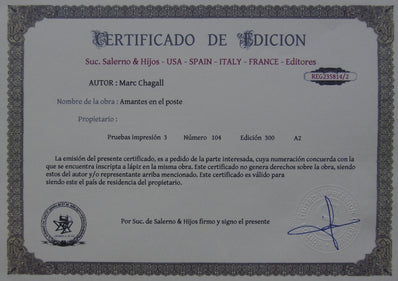 CERTIFICADO DE EDICION
Suc. Salerno & Hijos - USA - SPAIN - ITALY - FRANCE - Editores
REG235814/2
AUTOR : Marc Chagall
Nombre de la obra : Amantes en el poste
Propietario :
Pruebas impresión 3 Número 104 Edición 300 A2
La emisión del presente certificado, es a pedido de la parte interesada, cuya numeración concuerda con la
que se encuentra inscripta a lápiz en la misma obra. Este certificado no genera derechos sobre la obra, siendo
estos del autor y/o representante arriba mencionado. Este certificado es válido para
siendo este el país de residencia del propietario.
Por Suc. de Salerno & Hijos firmo y signo el presente